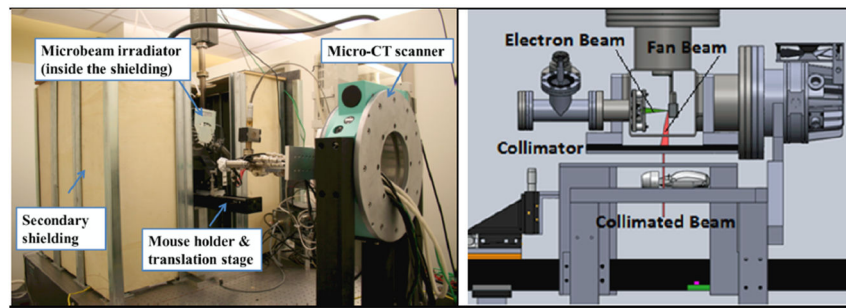 Microbeam irradiator
(inside the shielding)
Micro-CT scanner
Secondary
shielding
Mouse holder &
translation stage
Electron Beam
Fan Beam
Collimator
Collimated Beam